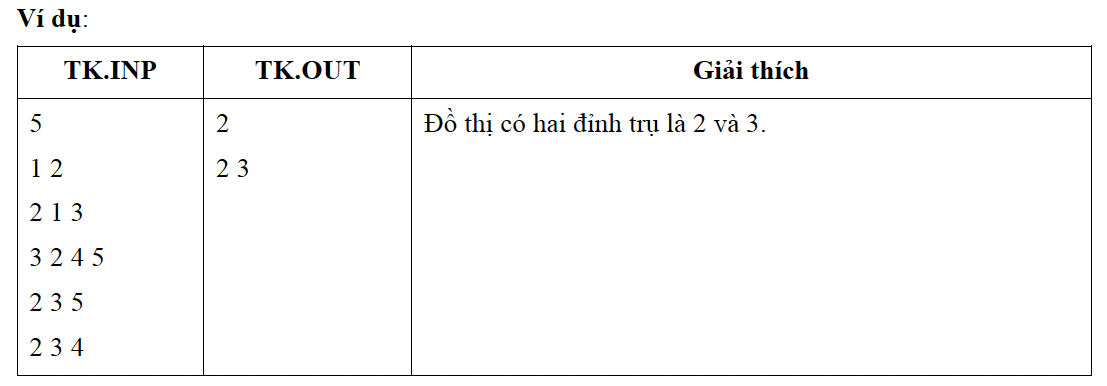 Ví dụ:
TK.INP TK.OUT Giải thích
5 2 Đồ thị có hai đỉnh trụ là 2 và 3.
1 2 2 3
2 1 3
3 2 4 5
2 3 5
2 3 4